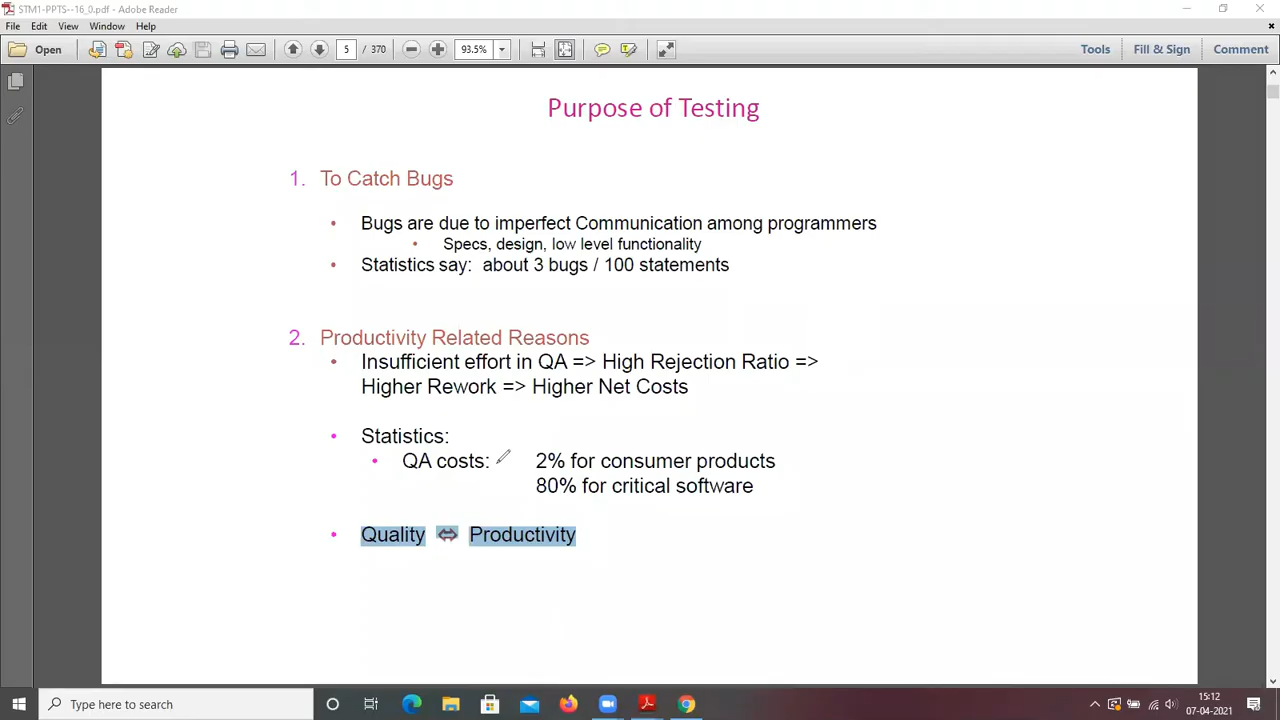 STM1-PPTS--16_0.pdf - Adobe Reader
File Edit View Window Help
Open 5 / 370 93.5% Tools Fill & Sign Comment
Purpose of Testing
1. To Catch Bugs
• Bugs are due to imperfect Communication among programmers
• Specs, design, low level functionality
• Statistics say: about 3 bugs / 100 statements
2. Productivity Related Reasons
• Insufficient effort in QA => High Rejection Ratio =>
Higher Rework => Higher Net Costs
• Statistics:
• QA costs: 2% for consumer products
80% for critical software
• Quality ⇔ Productivity
Type here to search
15:12
07-04-2021